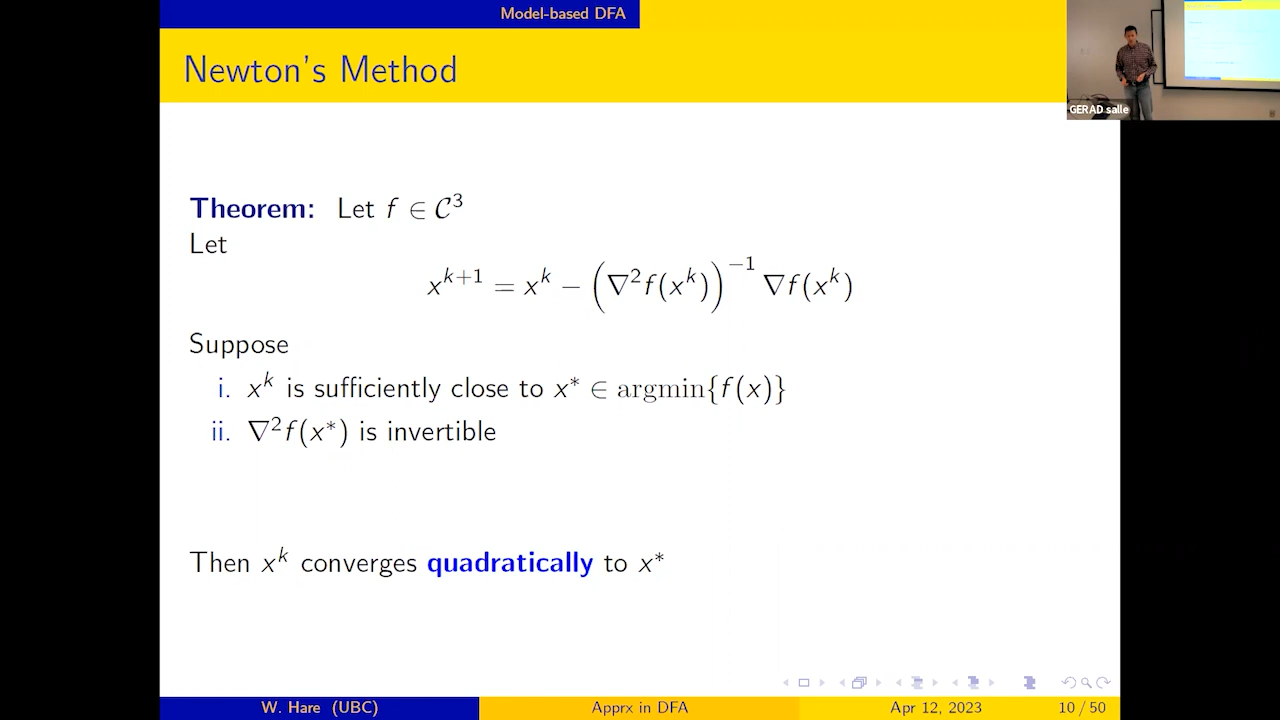 Model-based DFA
Newton's Method
GERAD salle
Theorem: Let f ∈ C³
Let
x^{k+1} = x^k − (∇²f(x^k))^{−1} ∇f(x^k)
Suppose
i. x^k is sufficiently close to x* ∈ argmin{f(x)}
ii. ∇²f(x*) is invertible
Then x^k converges quadratically to x*
W. Hare (UBC) Apprx in DFA Apr 12, 2023 10 / 50